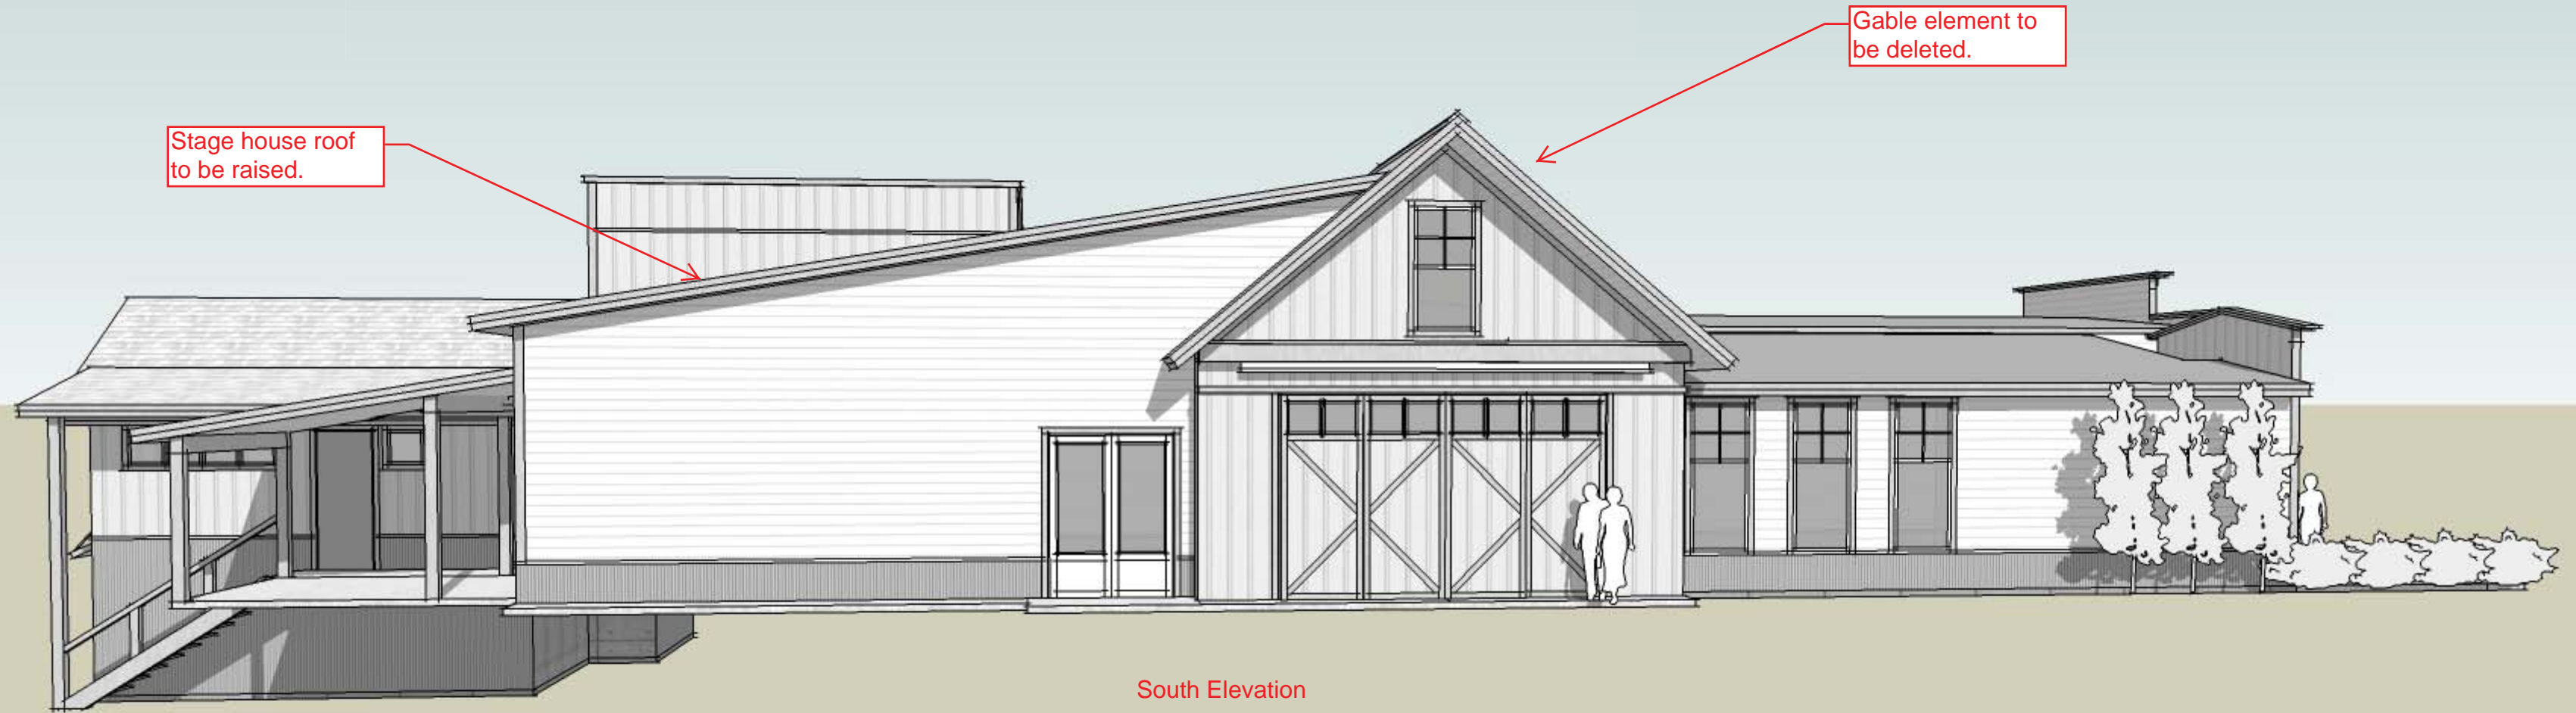 Gable element to
be deleted.
Stage house roof
to be raised.
South Elevation